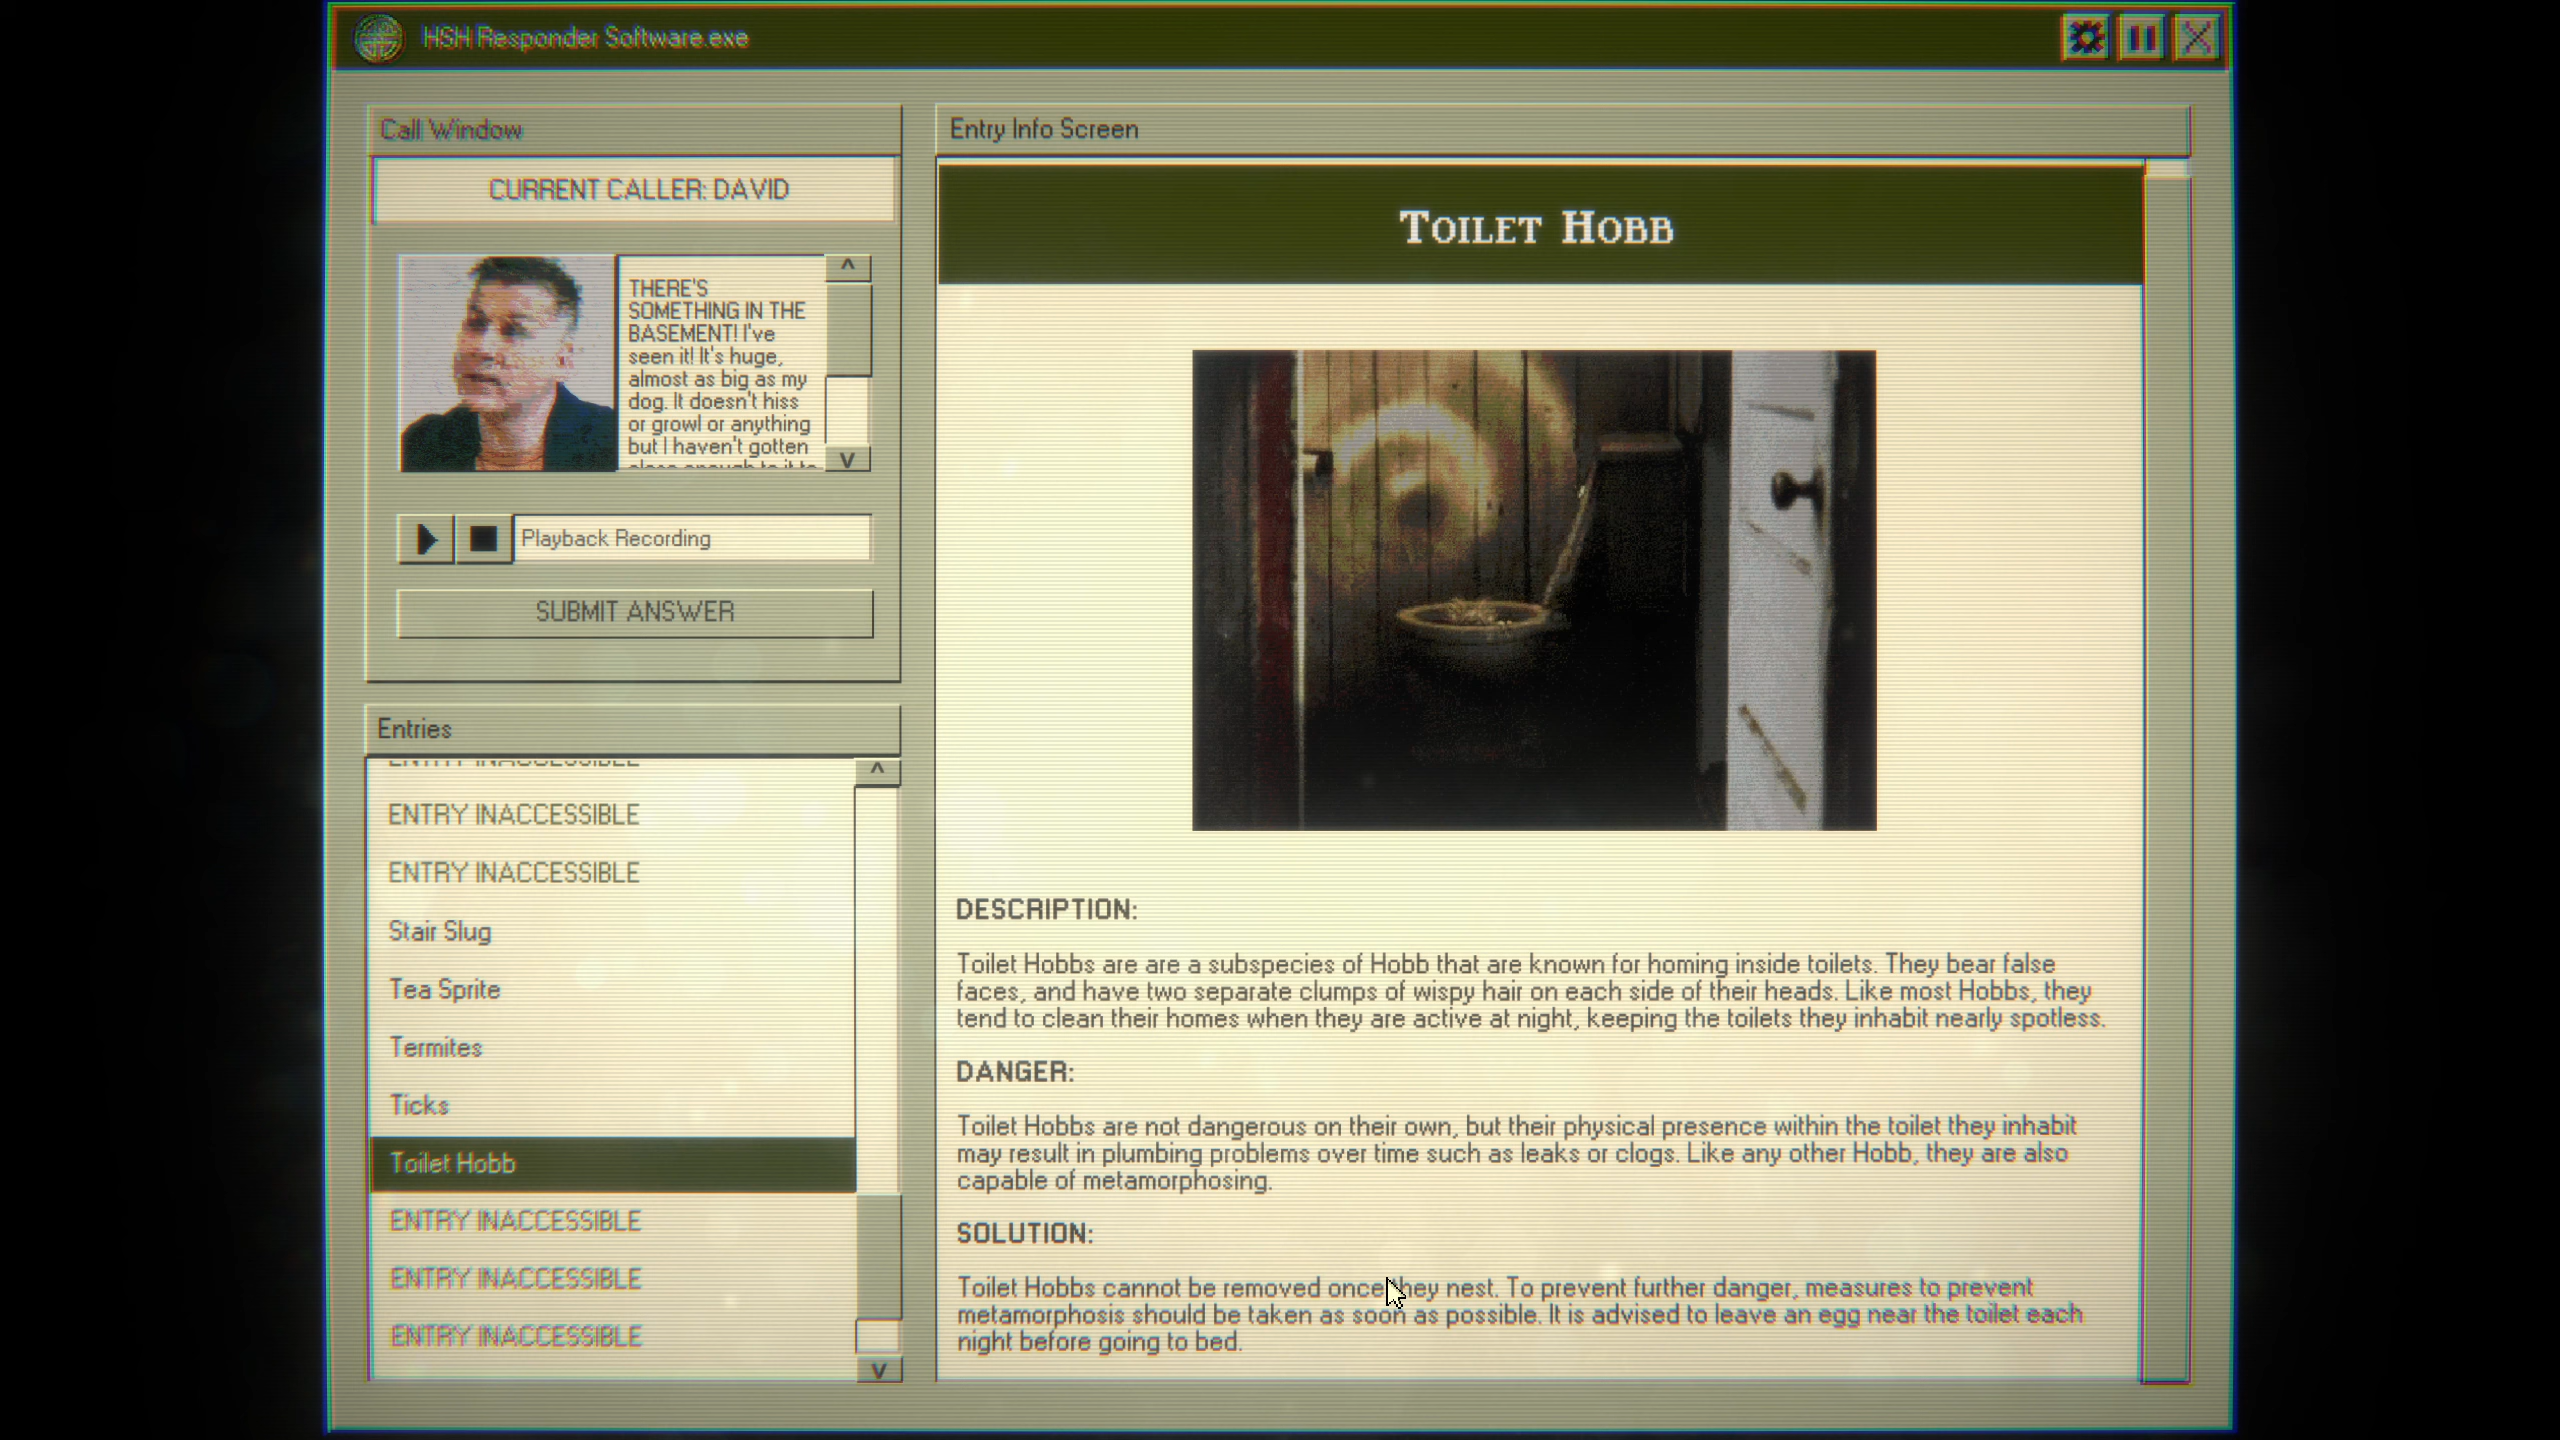 HSH Responder Software.exe
Call Window
CURRENT CALLER: DAVID
THERE'S
SOMETHING IN THE
BASEMENT! I've
seen it! It's huge,
almost as big as my
dog. It doesn't hiss
or growl or anything
but I haven't gotten
Playback Recording
SUBMIT ANSWER
Entries
ENTRY INACCESSIBLE
ENTRY INACCESSIBLE
ENTRY INACCESSIBLE
Stair Slug
Tea Sprite
Termites
Ticks
Toilet Hobb
ENTRY INACCESSIBLE
ENTRY INACCESSIBLE
ENTRY INACCESSIBLE
Entry Info Screen
Toilet Hobb
DESCRIPTION:
Toilet Hobbs are are a subspecies of Hobb that are known for homing inside toilets. They bear false
faces, and have two separate clumps of wispy hair on each side of their heads. Like most Hobbs, they
tend to clean their homes when they are active at night, keeping the toilets they inhabit nearly spotless.
DANGER:
Toilet Hobbs are not dangerous on their own, but their physical presence within the toilet they inhabit
may result in plumbing problems over time such as leaks or clogs. Like any other Hobb, they are also
capable of metamorphosing.
SOLUTION:
Toilet Hobbs cannot be removed once they nest. To prevent further danger, measures to prevent
metamorphosis should be taken as soon as possible. It is advised to leave an egg near the toilet each
night before going to bed.